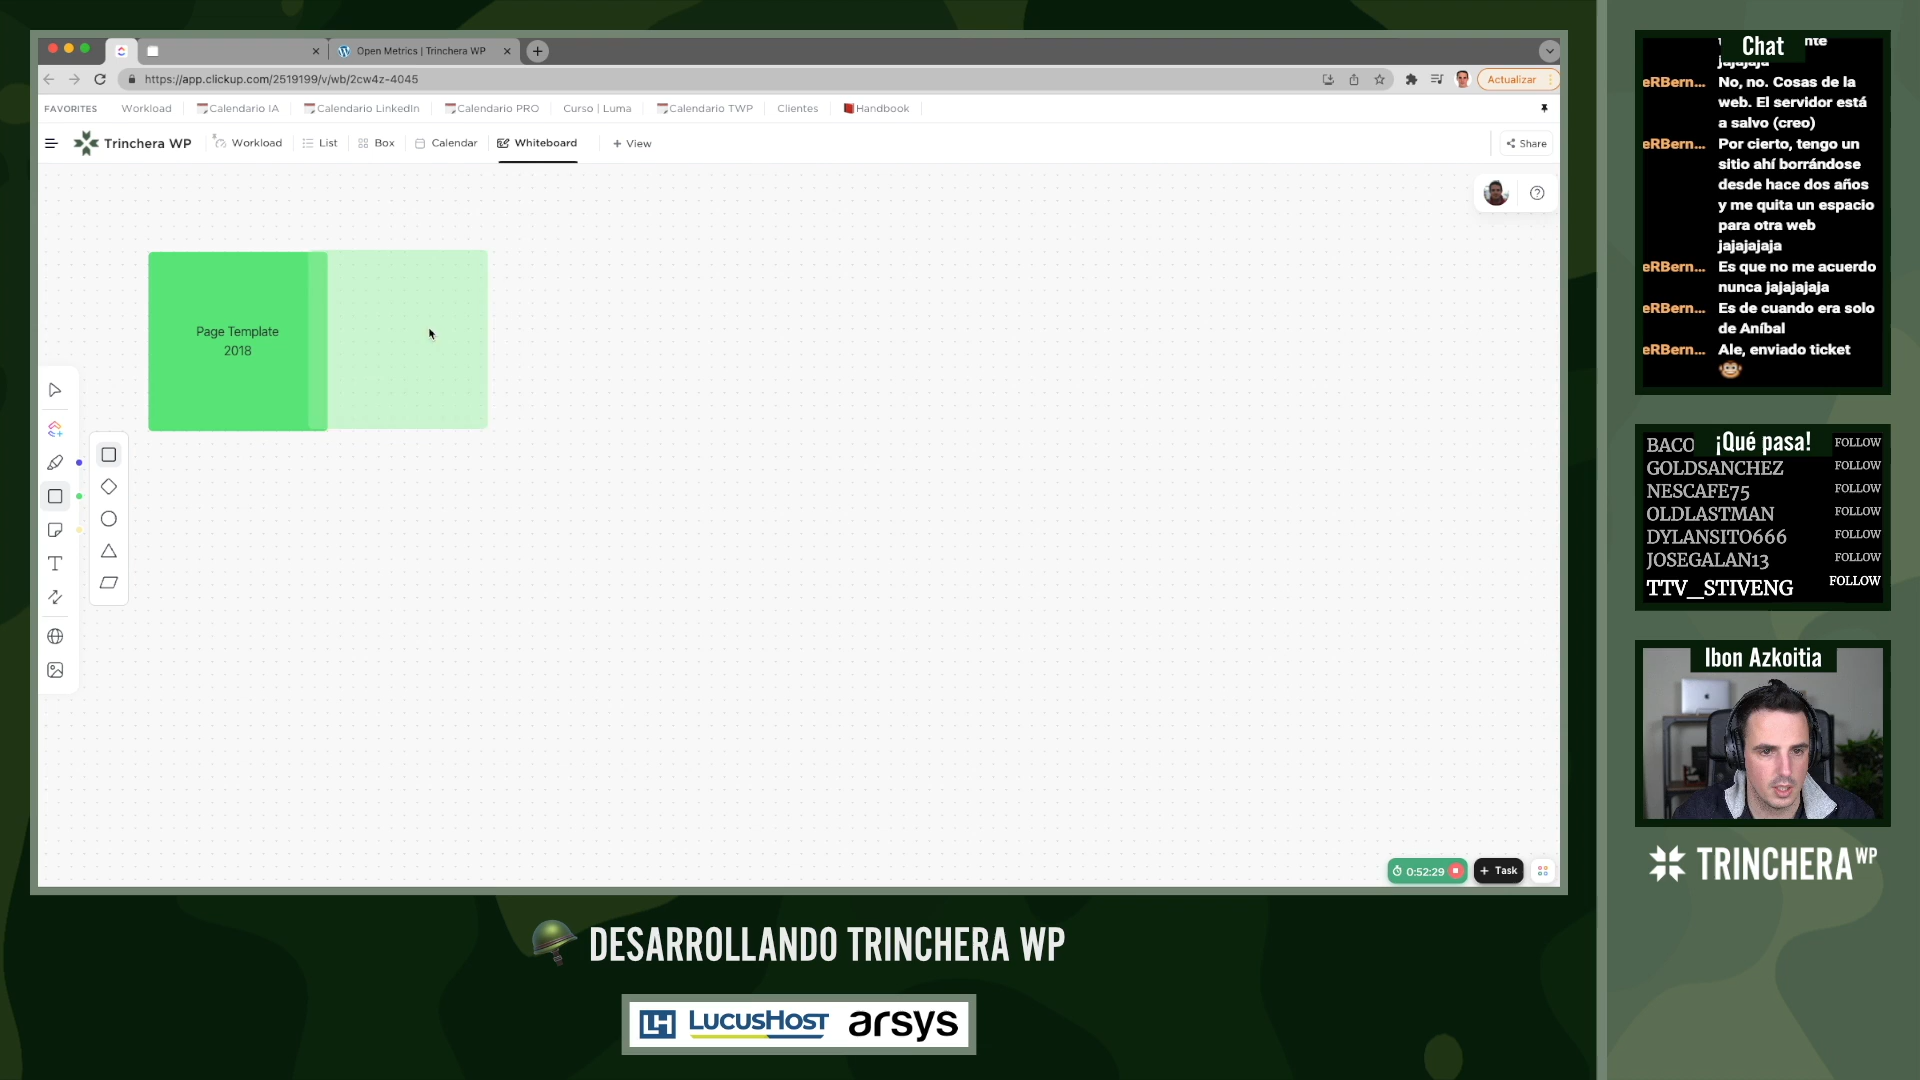 Open Metrics | Trinchera WP
https://app.clickup.com/2519199/v/wb/2cw4z-4045
Actualizar
FAVORITES
Workload
Calendario IA
Calendario LinkedIn
Calendario PRO
Curso | Luma
Calendario TWP
Clientes
Handbook
Trinchera WP
Workload
List
Box
Calendar
Whiteboard
+ View
Share
Page Template
2018
T
0:52:29
+ Task
DESARROLLANDO TRINCHERA WP
LH LUCUSHOST arsys
Chat
jajajaja
eRBern... No, no. Cosas de la
web. El servidor está
a salvo (creo)
eRBern... Por cierto, tengo un
sitio ahí borrándose
desde hace dos años
y me quita un espacio
para otra web
jajajajaja
eRBern... Es que no me acuerdo
nunca jajajajaja
eRBern... Es de cuando era solo
de Aníbal
eRBern... Ale, enviado ticket
¡Qué pasa!
BACO FOLLOW
GOLDSANCHEZ FOLLOW
NESCAFE75 FOLLOW
OLDLASTMAN FOLLOW
DYLANSITO666 FOLLOW
JOSEGALAN13 FOLLOW
TTV_STIVENG FOLLOW
Ibon Azkoitia
TRINCHERA WP